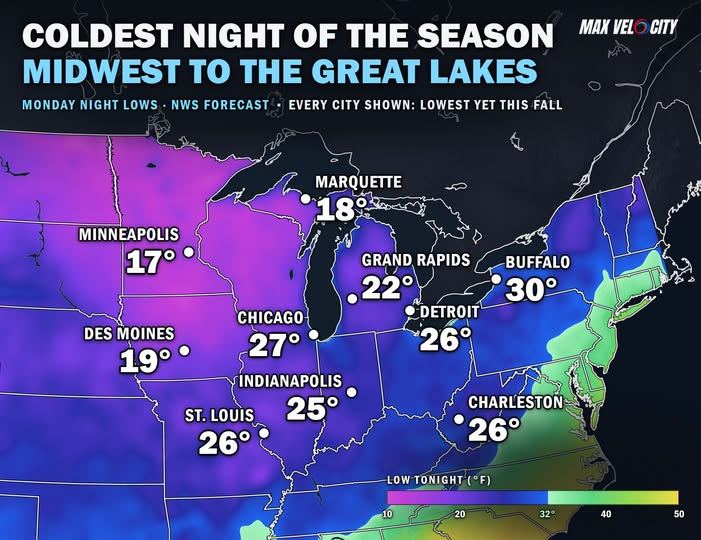 COLDEST NIGHT OF THE SEASON
MAX VELOCITY
MIDWEST TO THE GREAT LAKES
MONDAY NIGHT LOWS · NWS FORECAST • EVERY CITY SHOWN: LOWEST YET THIS FALL
MARQUETTE
18°
MINNEAPOLIS
17°
GRAND RAPIDS
22°
BUFFALO
30°
CHICAGO
27°
DETROIT
26°
DES MOINES
19°
INDIANAPOLIS
25°
CHARLESTON
26°
ST. LOUIS
26°
LOW TONIGHT (°F)
10 20 32° 40 50